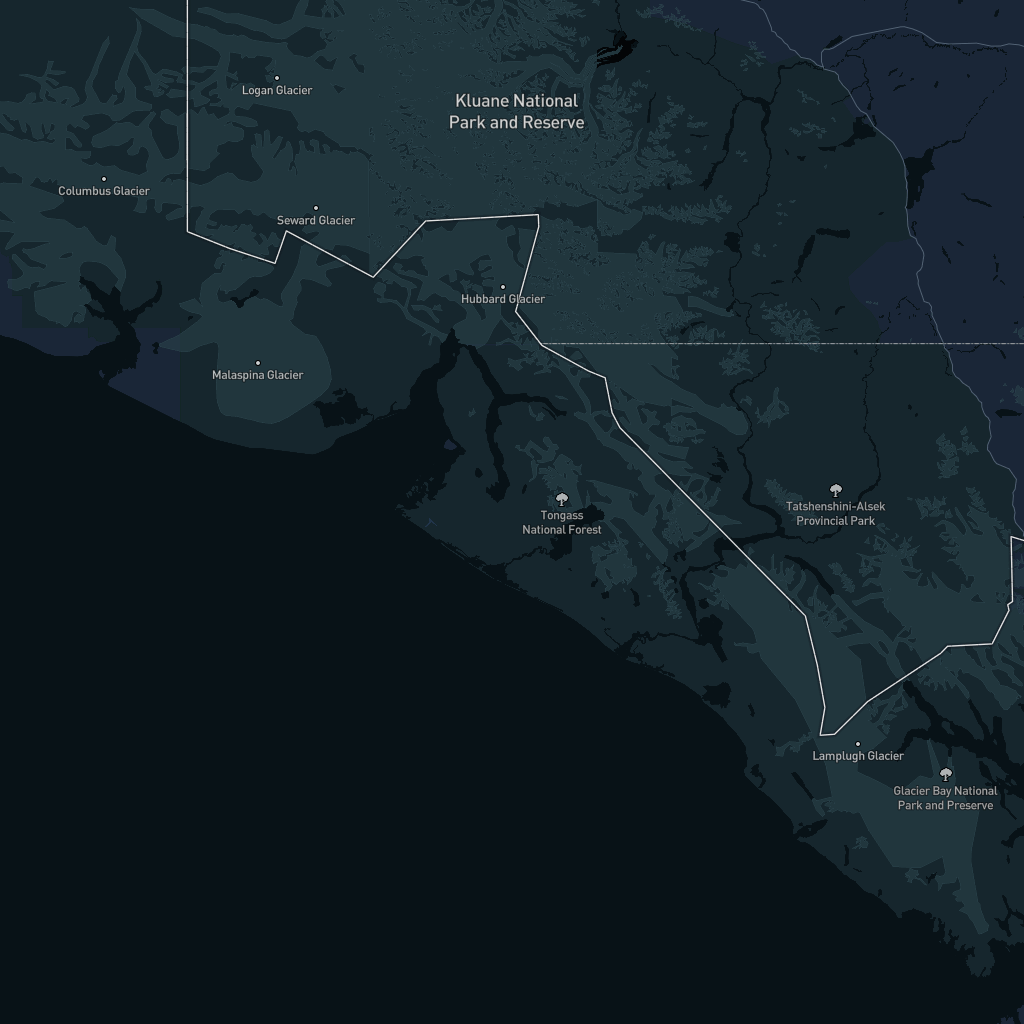 Logan Glacier
Kluane National
Park and Reserve
Columbus Glacier
Seward Glacier
Hubbard Glacier
Malaspina Glacier
Tatshenshini-Alsek
Provincial Park
Tongass
National Forest
Lamplugh Glacier
Glacier Bay National
Park and Preserve